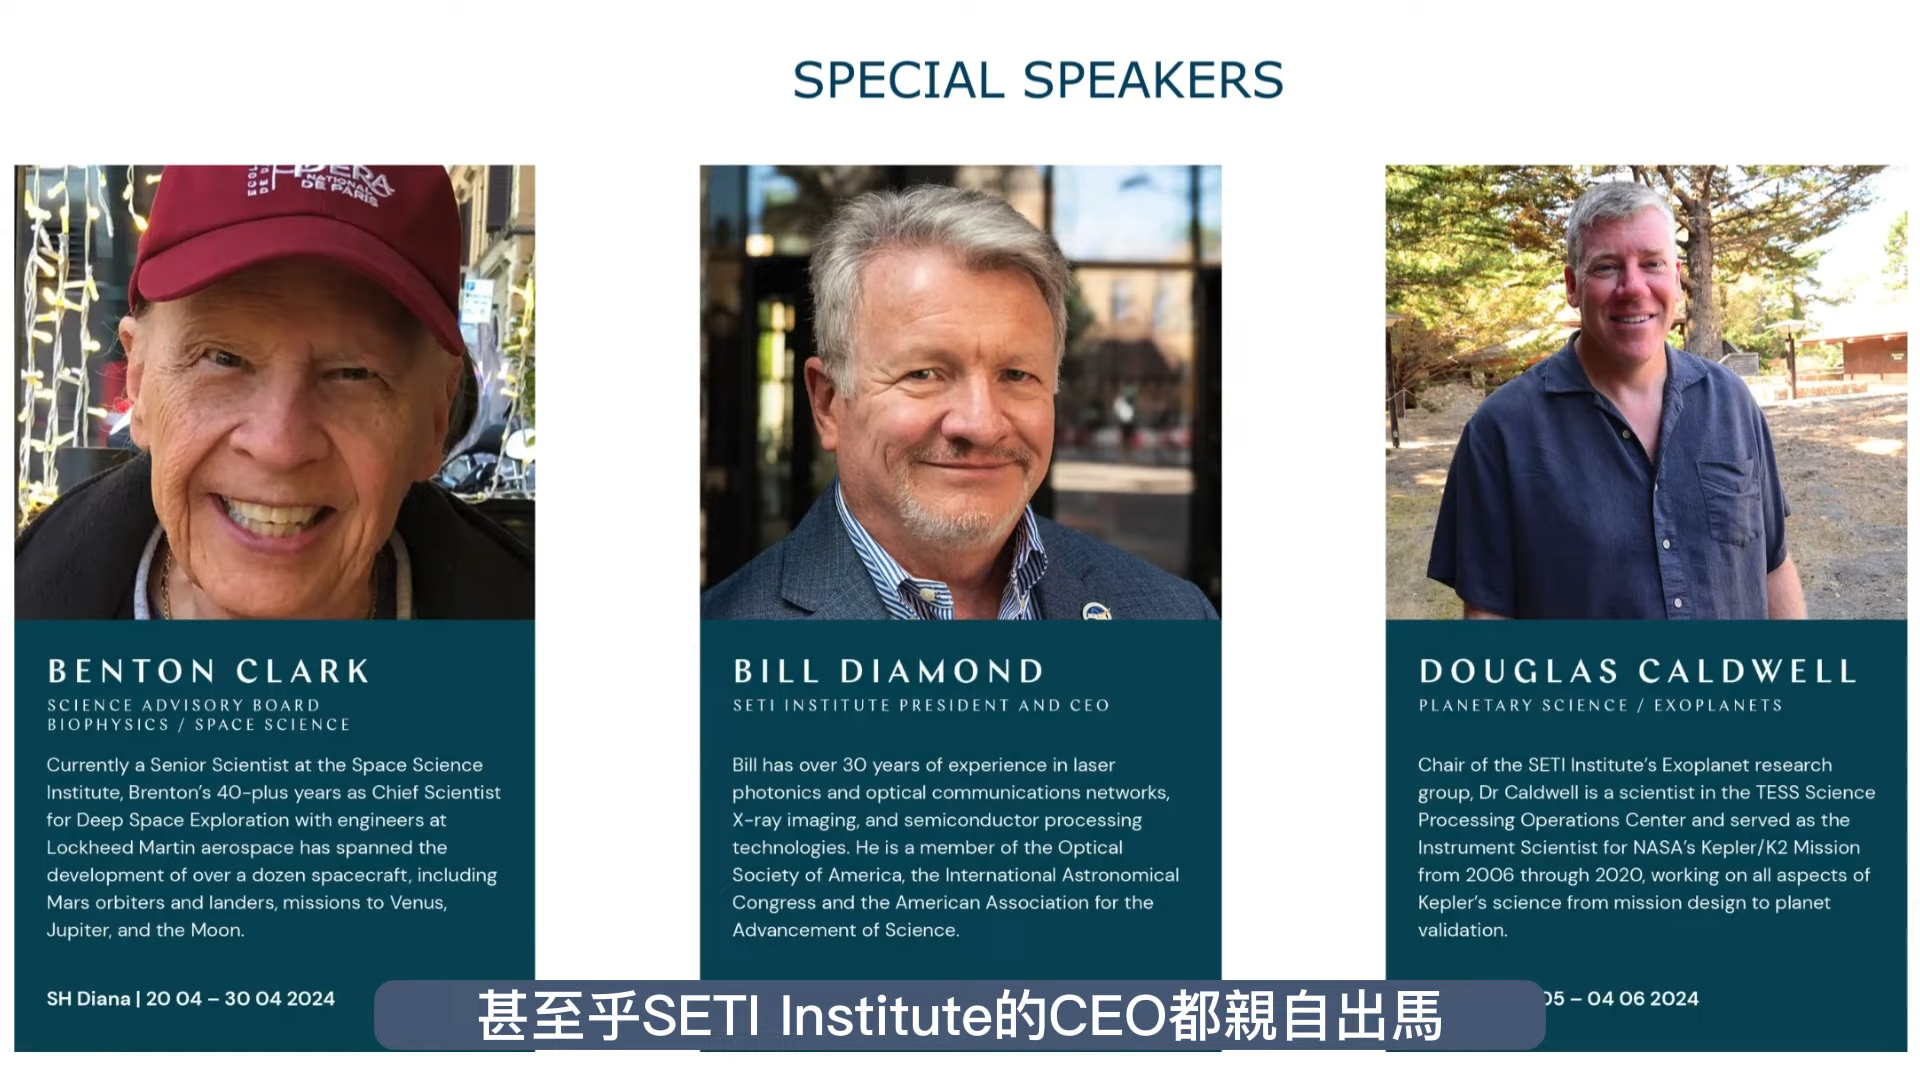 SPECIAL SPEAKERS
NATIONAL
DE PARIS
BENTON CLARK
SCIENCE ADVISORY BOARD
BIOPHYSICS / SPACE SCIENCE
Currently a Senior Scientist at the Space Science
Institute, Brenton’s 40-plus years as Chief Scientist
for Deep Space Exploration with engineers at
Lockheed Martin aerospace has spanned the
development of over a dozen spacecraft, including
Mars orbiters and landers, missions to Venus,
Jupiter, and the Moon.
SH Diana | 20 04 – 30 04 2024
BILL DIAMOND
SETI INSTITUTE PRESIDENT AND CEO
Bill has over 30 years of experience in laser
photonics and optical communications networks,
X-ray imaging, and semiconductor processing
technologies. He is a member of the Optical
Society of America, the International Astronomical
Congress and the American Association for the
Advancement of Science.
DOUGLAS CALDWELL
PLANETARY SCIENCE / EXOPLANETS
Chair of the SETI Institute’s Exoplanet research
group, Dr Caldwell is a scientist in the TESS Science
Processing Operations Center and served as the
Instrument Scientist for NASA’s Kepler/K2 Mission
from 2006 through 2020, working on all aspects of
Kepler’s science from mission design to planet
validation.
05 – 04 06 2024
甚至乎SETI Institute的CEO都親自出馬